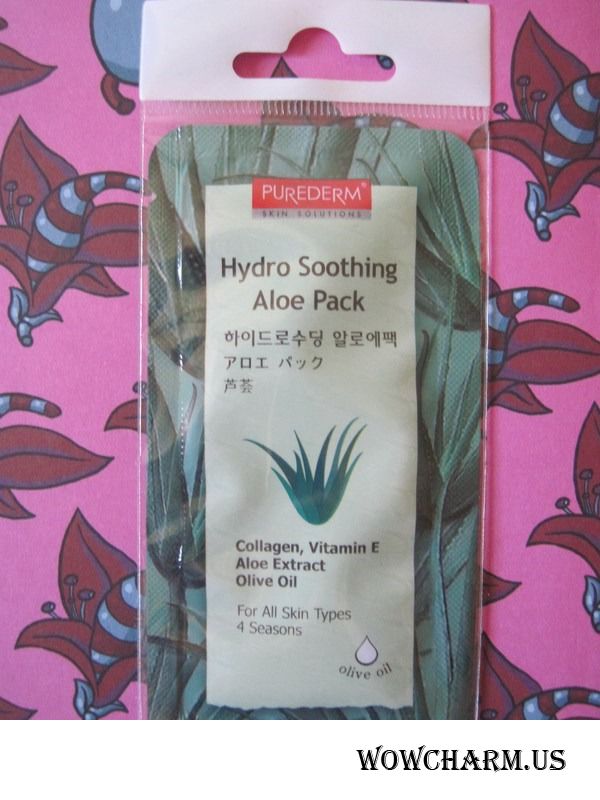 PUREDERM®
SKIN SOLUTIONS
Hydro Soothing
Aloe Pack
하이드로수딩 알로에팩
アロエ パック
芦荟
Collagen, Vitamin E
Aloe Extract
Olive Oil
For All Skin Types
4 Seasons
olive oil
WOWCHARM.US